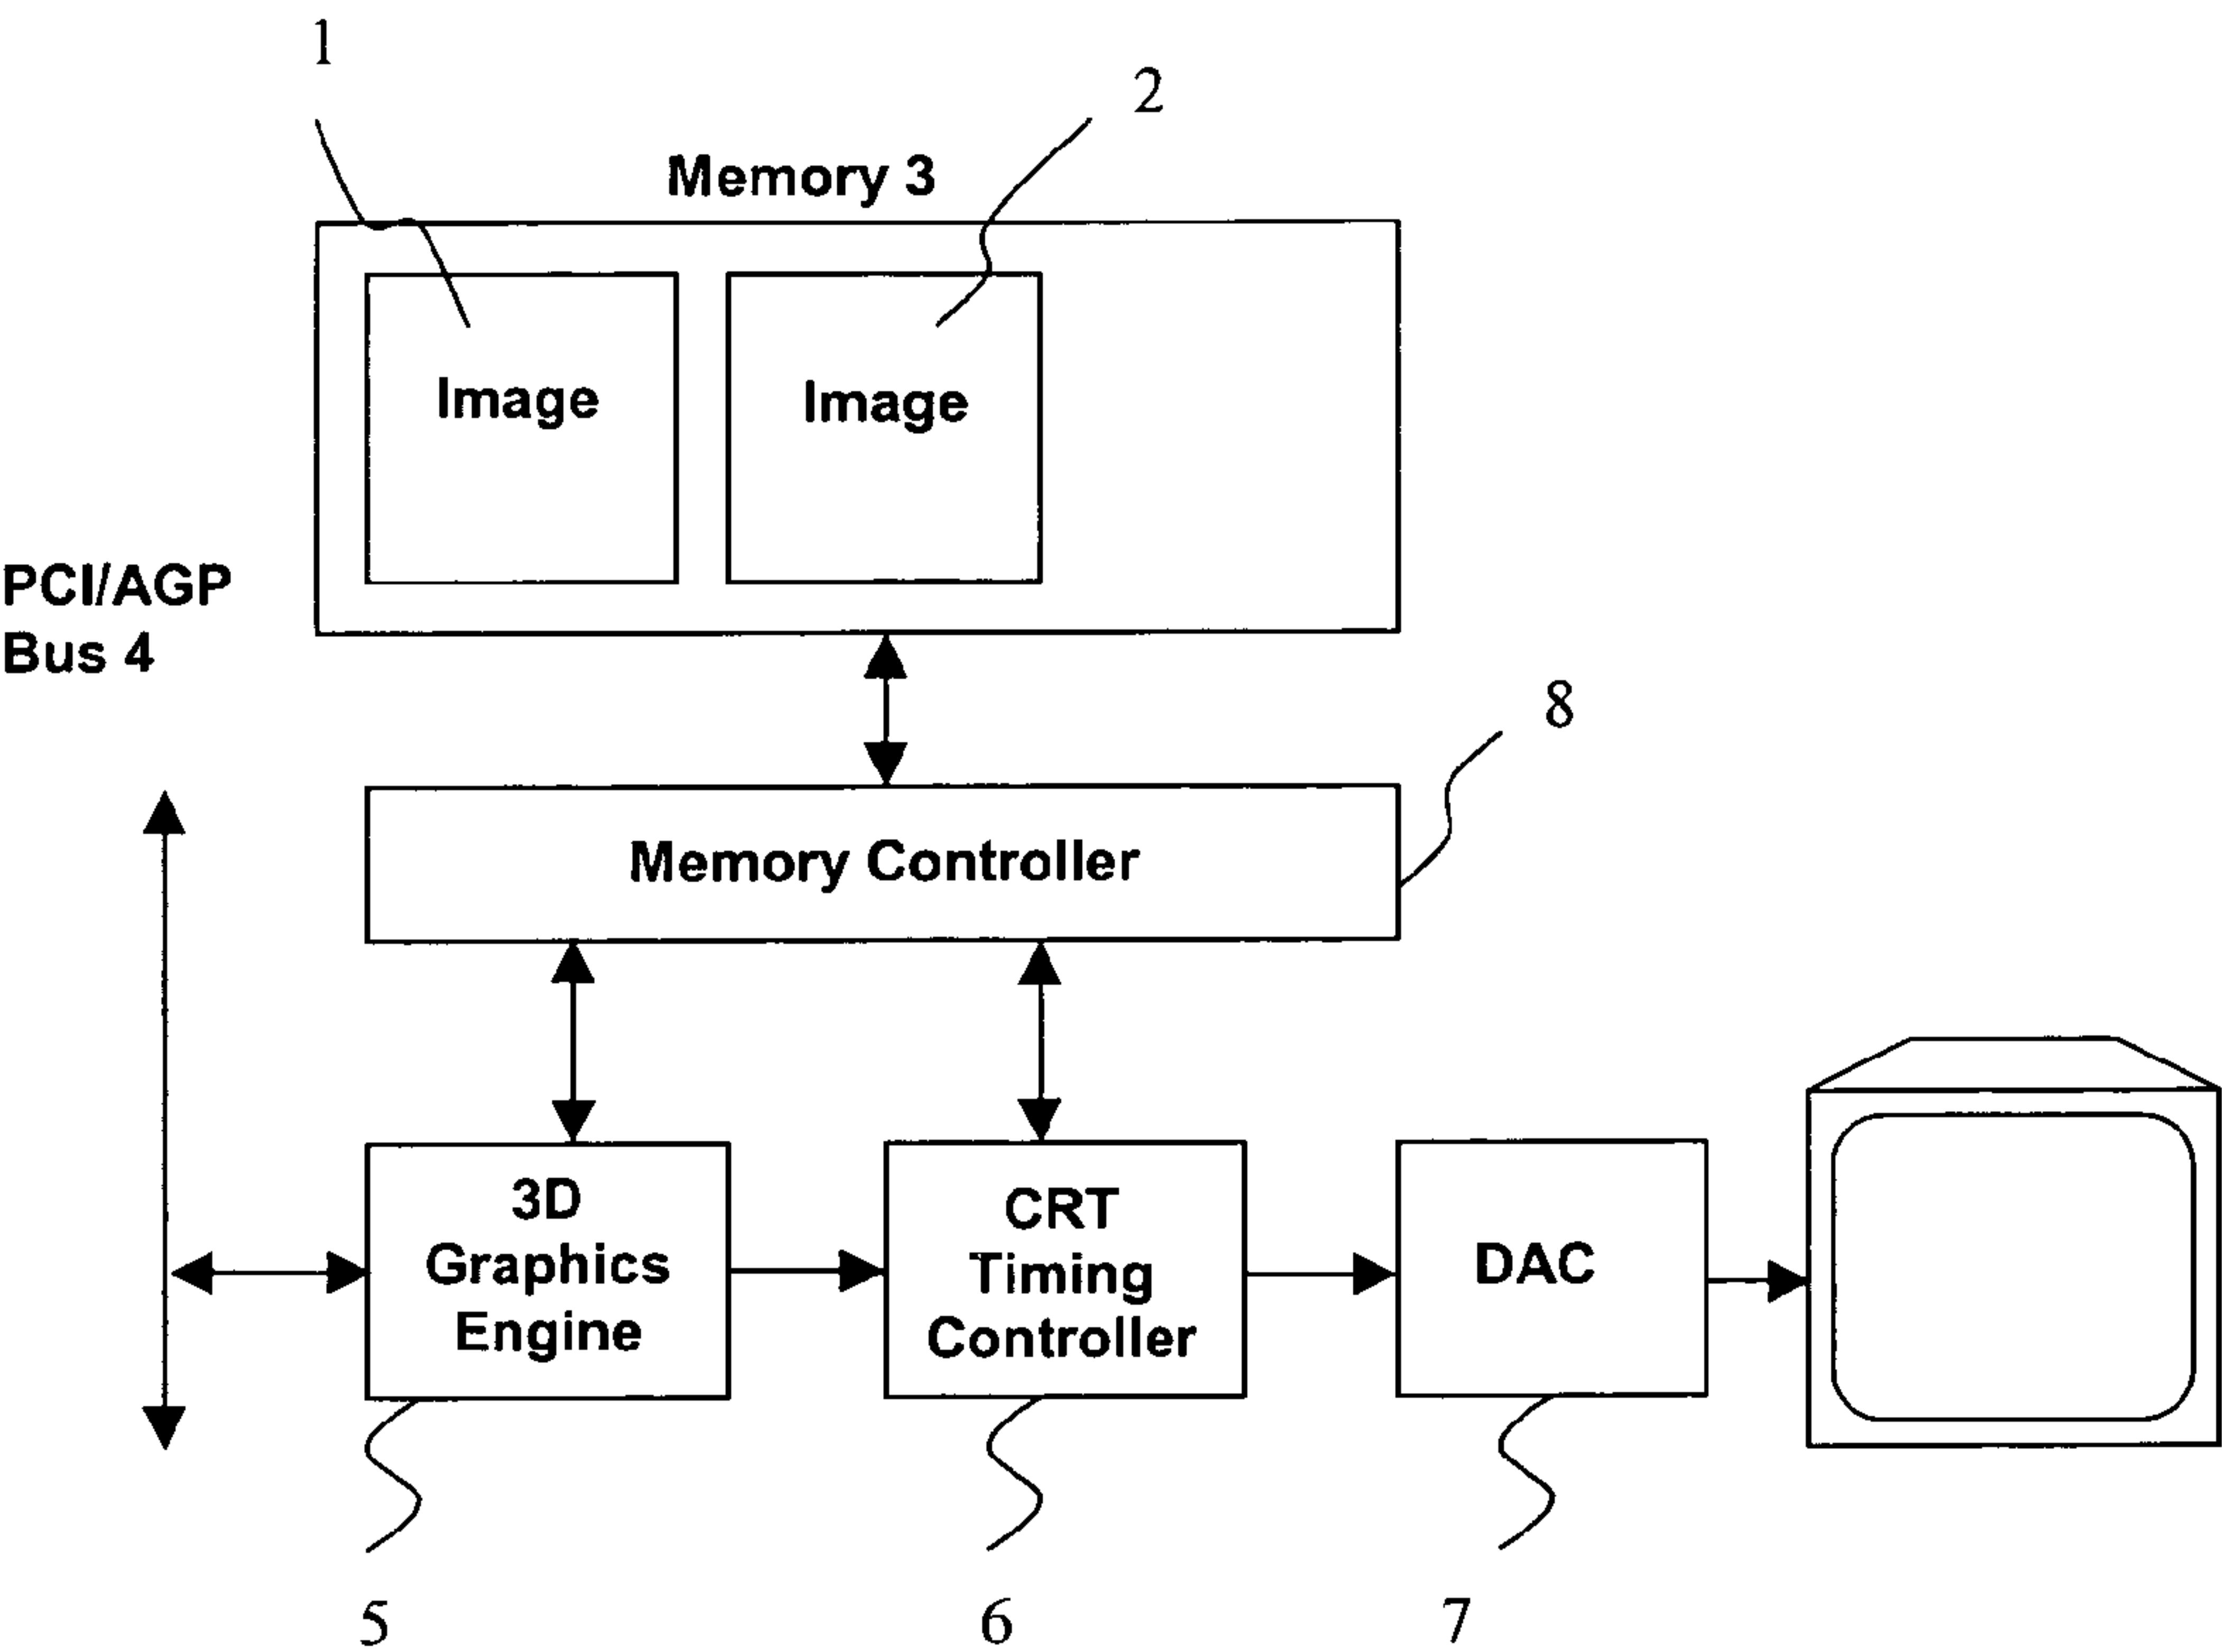 1
2
Memory 3
Image
Image
PCI/AGP
Bus 4
8
Memory Controller
3D
Graphics
Engine
CRT
Timing
Controller
DAC
5
6
7